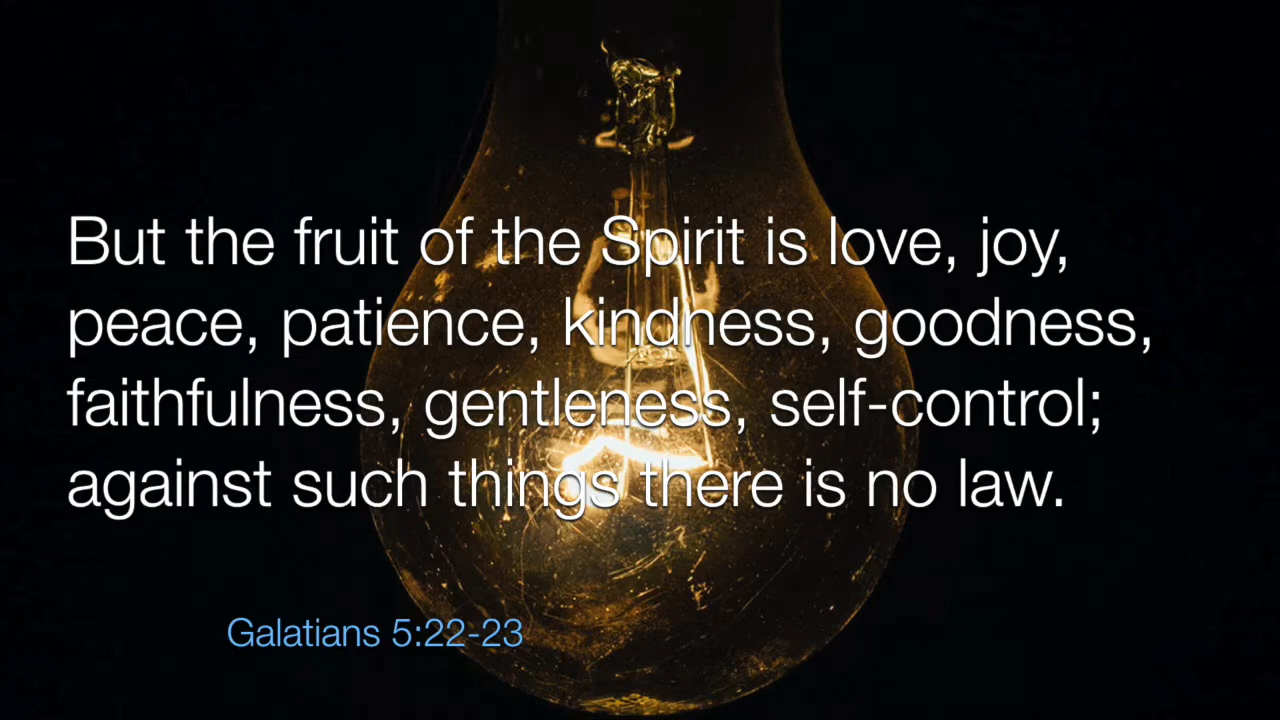 But the fruit of the Spirit is love, joy,
peace, patience, kindness, goodness,
faithfulness, gentleness, self-control;
against such things there is no law.
Galatians 5:22-23